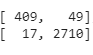 [ 409,   49]
[  17, 2710]